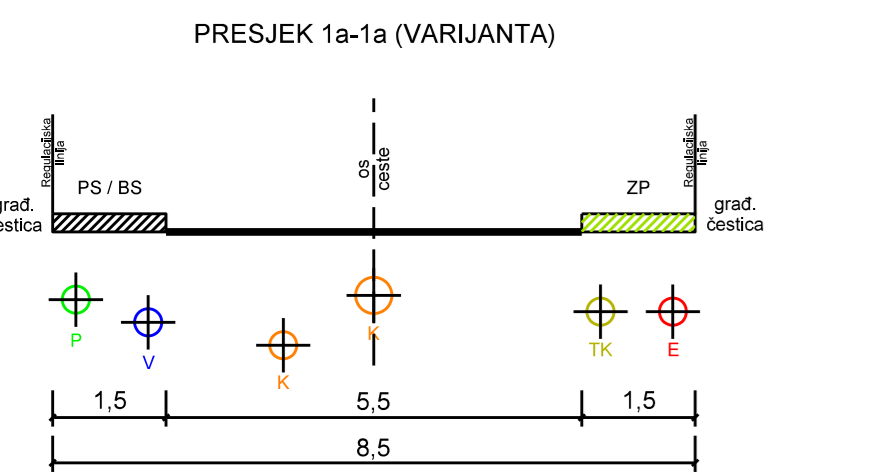 PRESJEK 1a-1a (VARIJANTA)
Regulacijska
linija
os
ceste
Regulacijska
linija
PS / BS
ZP
građ.
čestica
građ.
čestica
P
V
K
K
TK
E
1,5
5,5
1,5
8,5